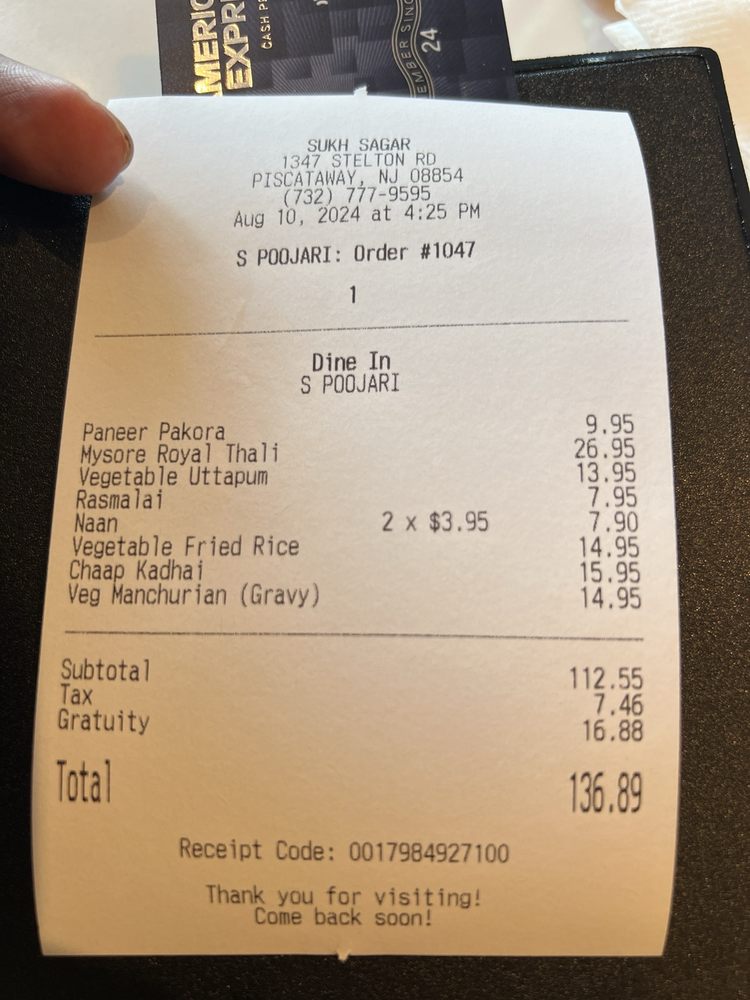 AMERIC
EXPR
CASH
MEMBER SINC
24
SUKH SAGAR
1347 STELTON RD
PISCATAWAY, NJ 08854
(732) 777-9595
Aug 10, 2024 at 4:25 PM
S POOJARI: Order #1047
1
Dine In
S POOJARI
Paneer Pakora 9.95
Mysore Royal Thali 26.95
Vegetable Uttapum 13.95
Rasmalai 7.95
Naan 2 x $3.95 7.90
Vegetable Fried Rice 14.95
Chaap Kadhai 15.95
Veg Manchurian (Gravy) 14.95
Subtotal 112.55
Tax 7.46
Gratuity 16.88
Total 136.89
Receipt Code: 0017984927100
Thank you for visiting!
Come back soon!